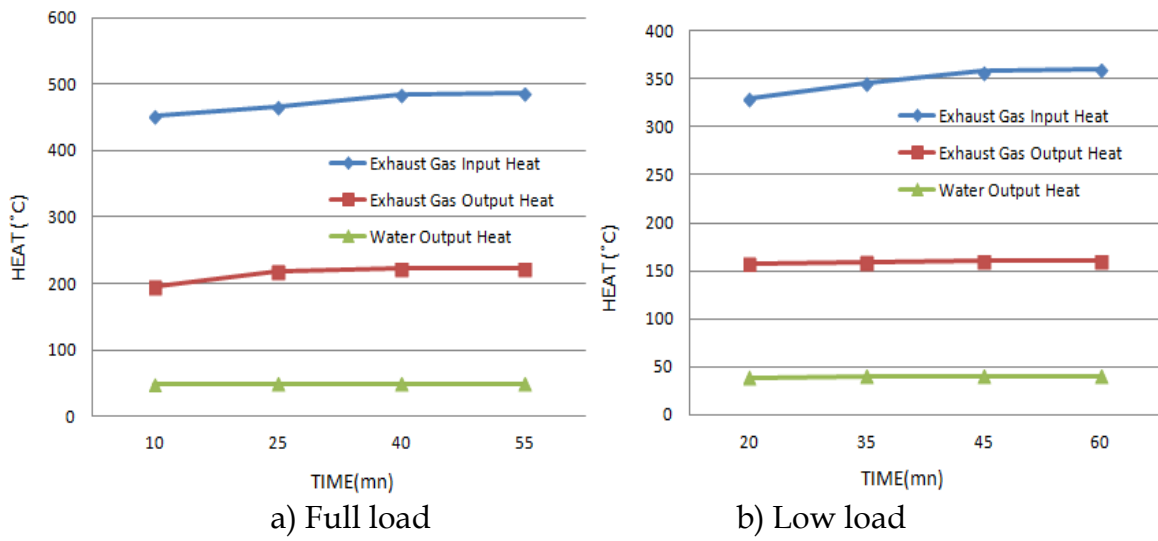 600
500
400
300
200
100
0
HEAT (˚C)
Exhaust Gas Input Heat
Exhaust Gas Output Heat
Water Output Heat
10 25 40 55
TIME(mn)
a) Full load
400
350
300
250
200
150
100
50
0
HEAT (˚C)
Exhaust Gas Input Heat
Exhaust Gas Output Heat
Water Output Heat
20 35 45 60
TIME(mn)
b) Low load